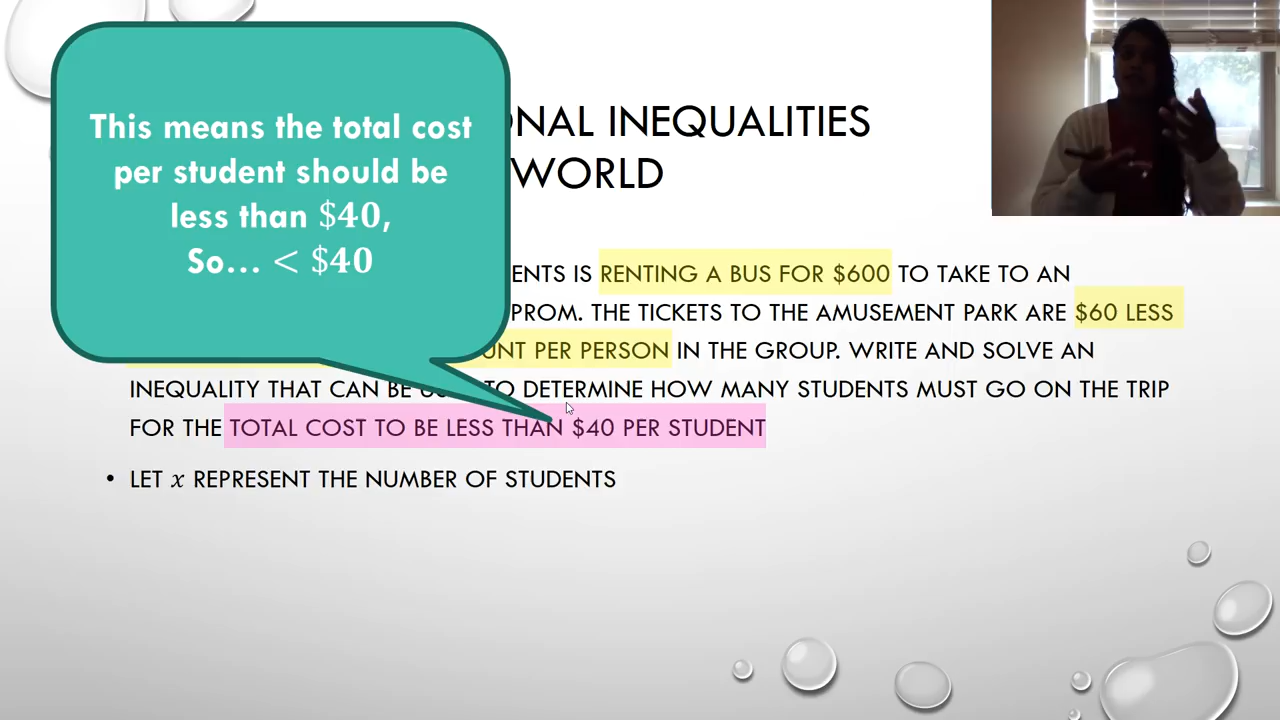 This means the total cost
per student should be
less than $40,
So… < $40
ONAL INEQUALITIES
WORLD
ENTS IS RENTING A BUS FOR $600 TO TAKE TO AN
PROM. THE TICKETS TO THE AMUSEMENT PARK ARE $60 LESS
UNT PER PERSON IN THE GROUP. WRITE AND SOLVE AN
INEQUALITY THAT CAN BE TO DETERMINE HOW MANY STUDENTS MUST GO ON THE TRIP
FOR THE TOTAL COST TO BE LESS THAN $40 PER STUDENT
• LET 𝑥 REPRESENT THE NUMBER OF STUDENTS